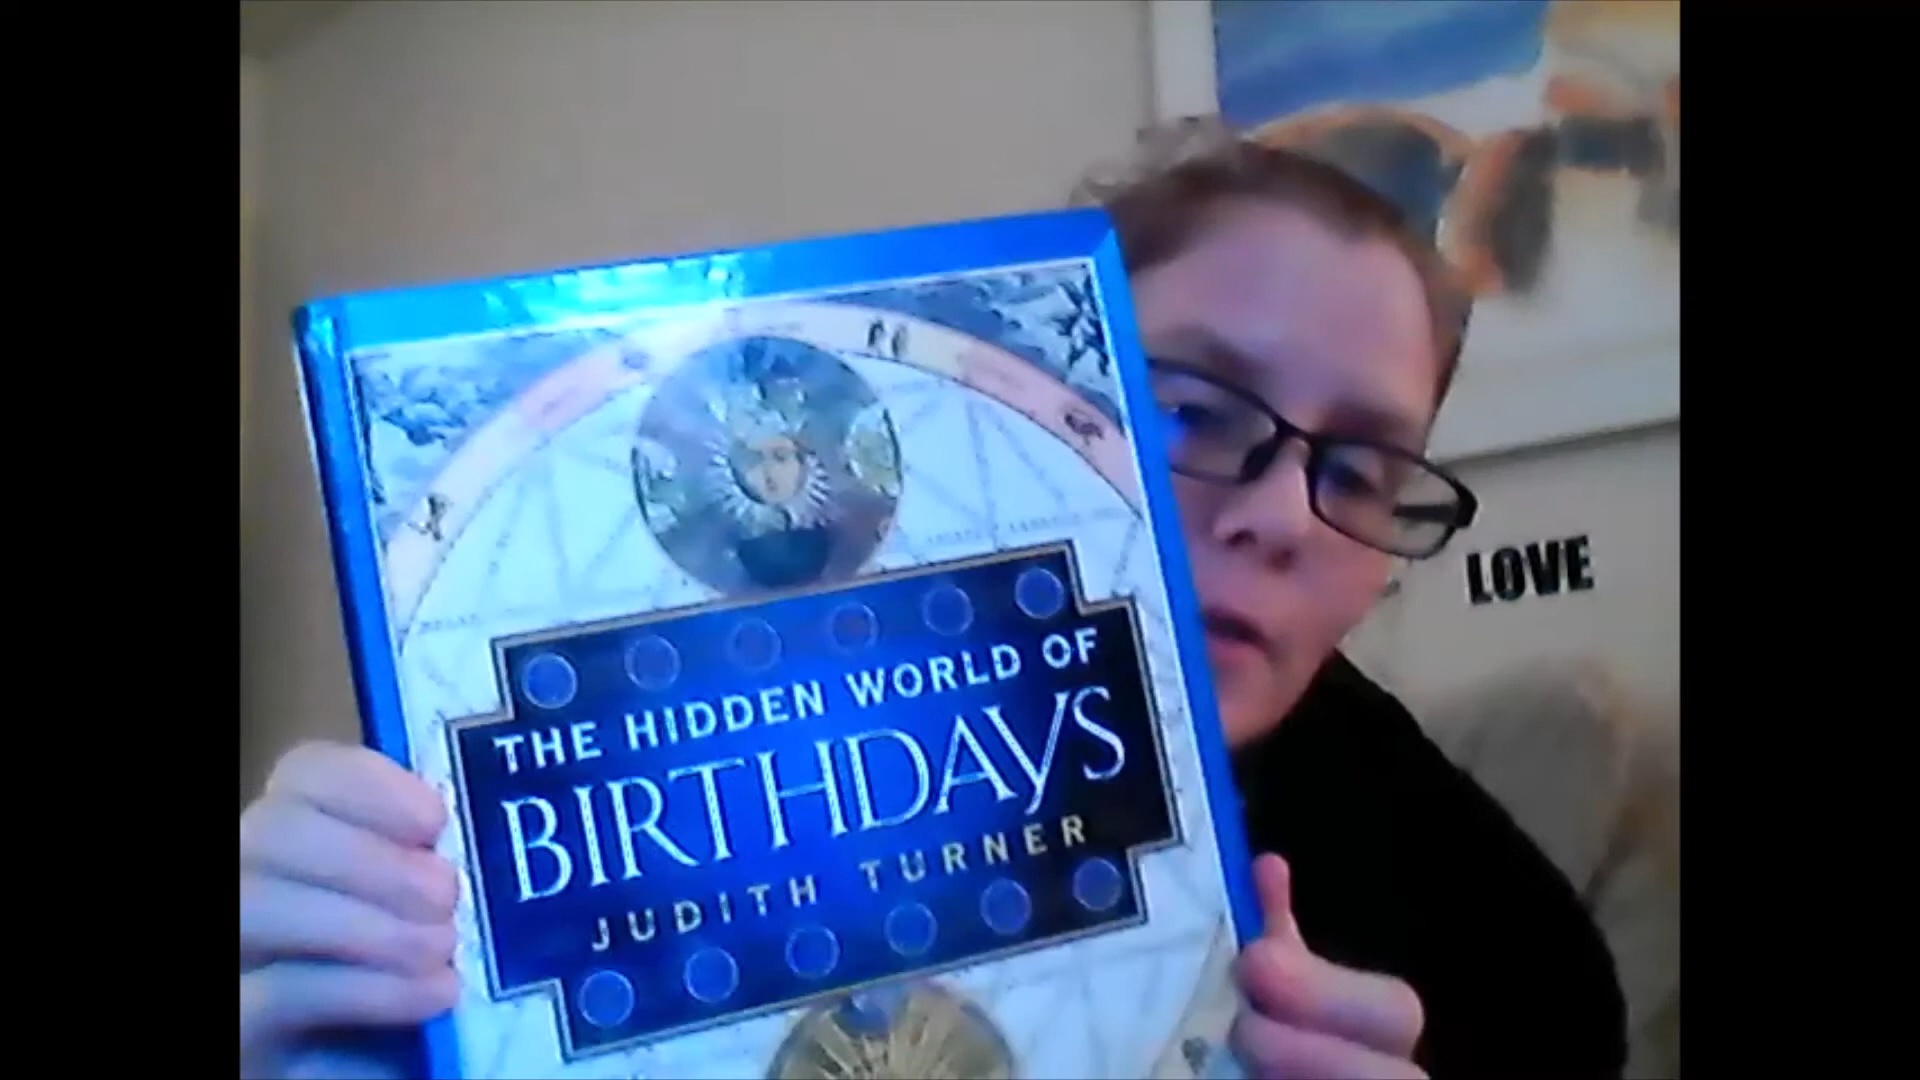 THE HIDDEN WORLD OF
BIRTHDAYS
JUDITH TURNER
LOVE